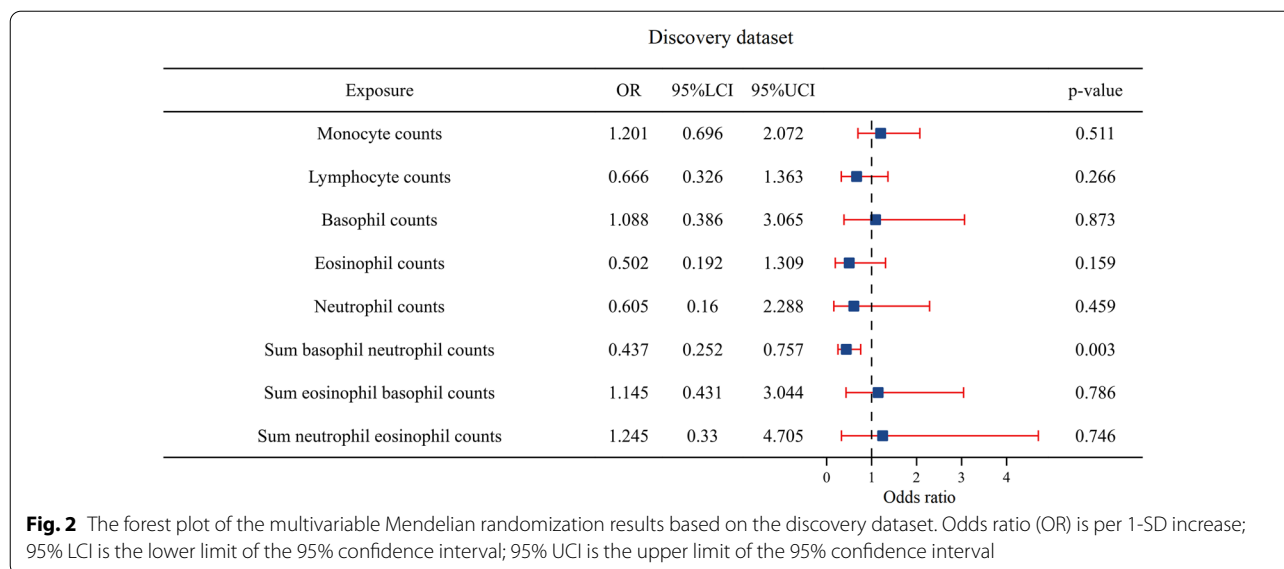 Discovery dataset
Exposure OR 95%LCI 95%UCI p-value
Monocyte counts 1.201 0.696 2.072 0.511
Lymphocyte counts 0.666 0.326 1.363 0.266
Basophil counts 1.088 0.386 3.065 0.873
Eosinophil counts 0.502 0.192 1.309 0.159
Neutrophil counts 0.605 0.16 2.288 0.459
Sum basophil neutrophil counts 0.437 0.252 0.757 0.003
Sum eosinophil basophil counts 1.145 0.431 3.044 0.786
Sum neutrophil eosinophil counts 1.245 0.33 4.705 0.746
0 1 2 3 4
Odds ratio
Fig. 2 The forest plot of the multivariable Mendelian randomization results based on the discovery dataset. Odds ratio (OR) is per 1-SD increase;
95% LCI is the lower limit of the 95% confidence interval; 95% UCI is the upper limit of the 95% confidence interval